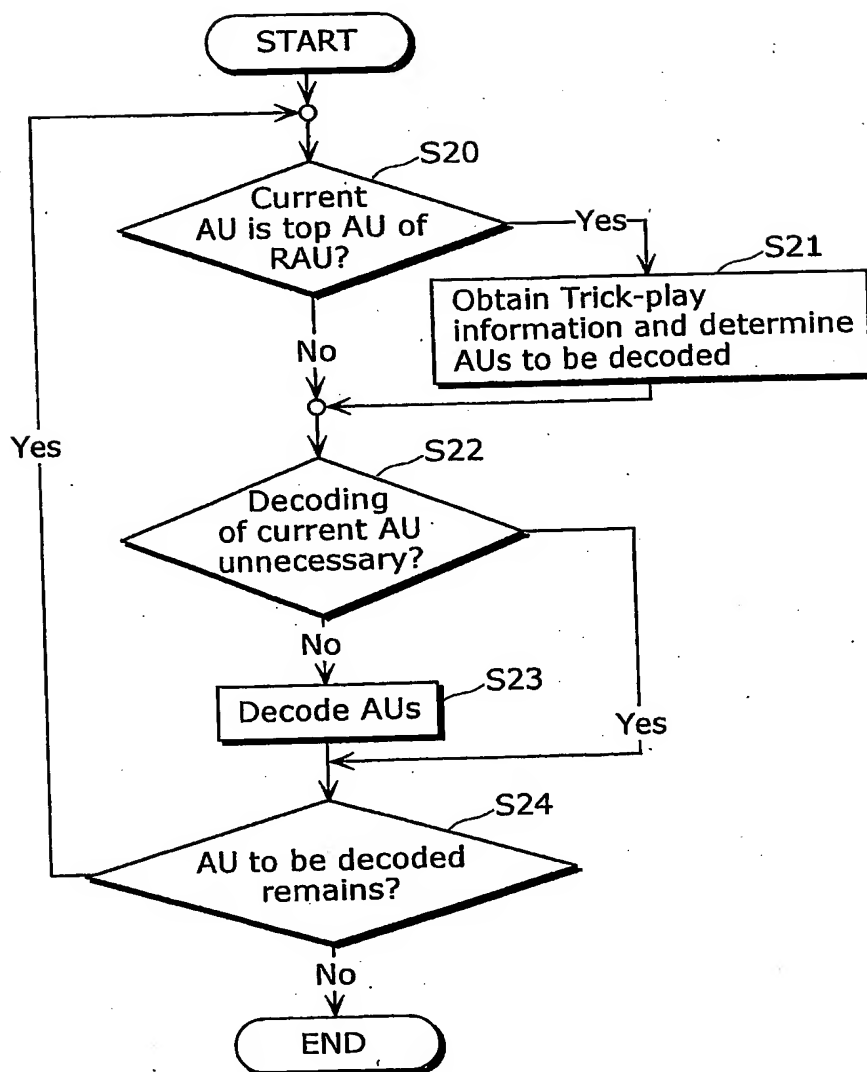 START
S20
Current
AU is top AU of
RAU?
Yes
S21
Obtain Trick-play
information and determine
AUs to be decoded
No
Yes
S22
Decoding
of current AU
unnecessary?
No
S23
Decode AUs
Yes
S24
AU to be decoded
remains?
No
END